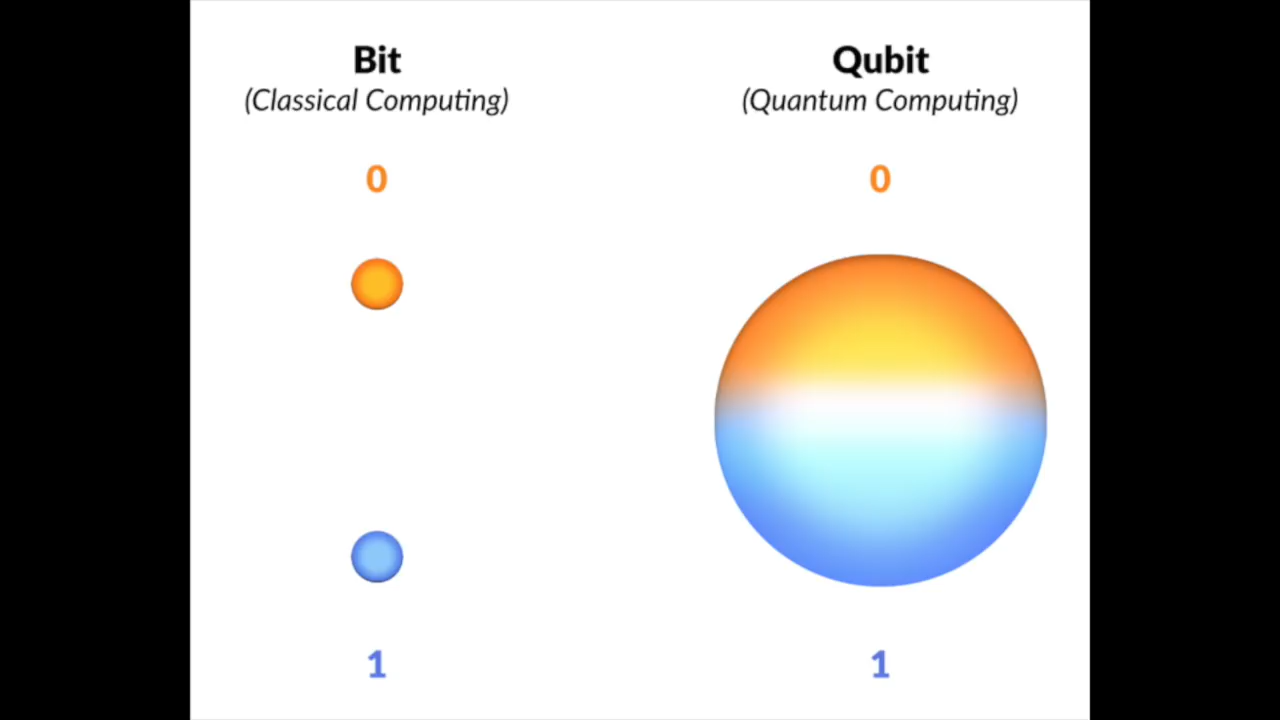 Bit
(Classical Computing)
0
1
Qubit
(Quantum Computing)
0
1